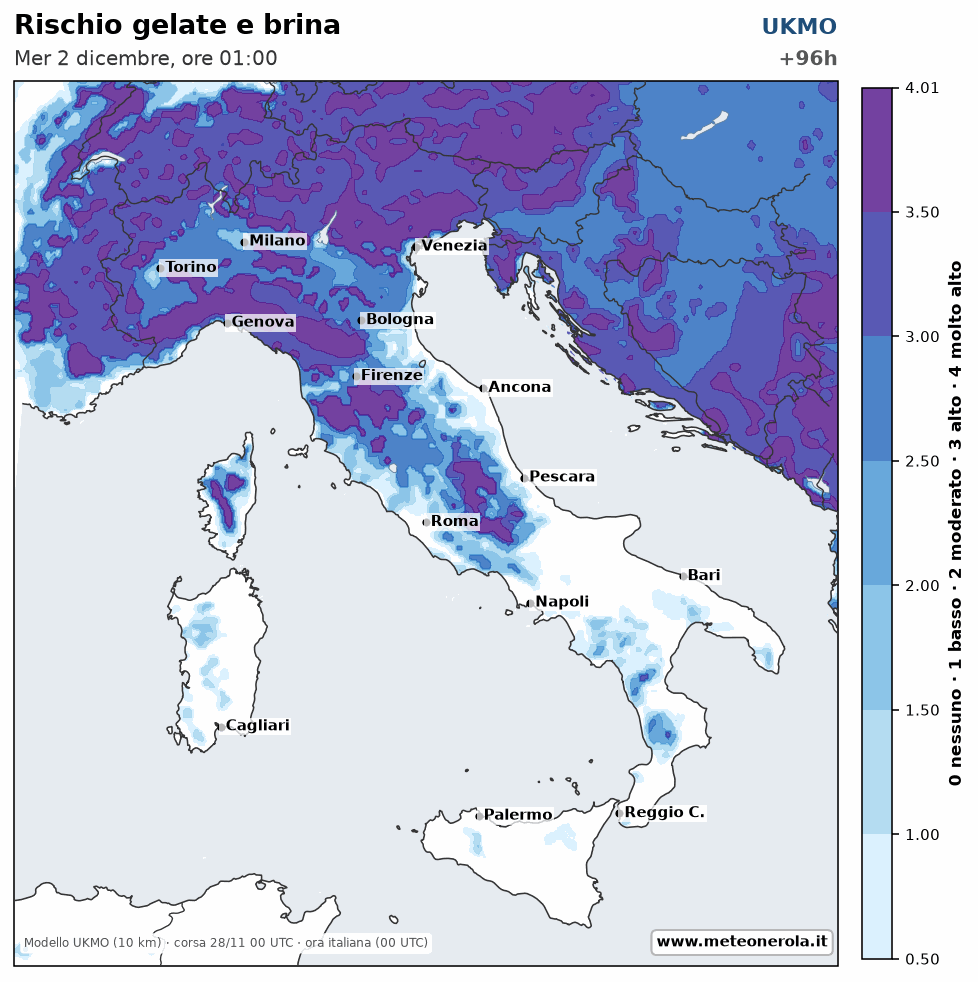 Rischio gelate e brina
UKMO
Mer 2 dicembre, ore 01:00
+96h
4.01
3.50
3.00
2.50
2.00
1.50
1.00
0.50
0 nessuno · 1 basso · 2 moderato · 3 alto · 4 molto alto
Milano
Venezia
Torino
Genova
Bologna
Firenze
Ancona
Pescara
Roma
Bari
Napoli
Cagliari
Palermo
Reggio C.
Modello UKMO (10 km) · corsa 28/11 00 UTC · ora italiana (00 UTC)
www.meteonerola.it